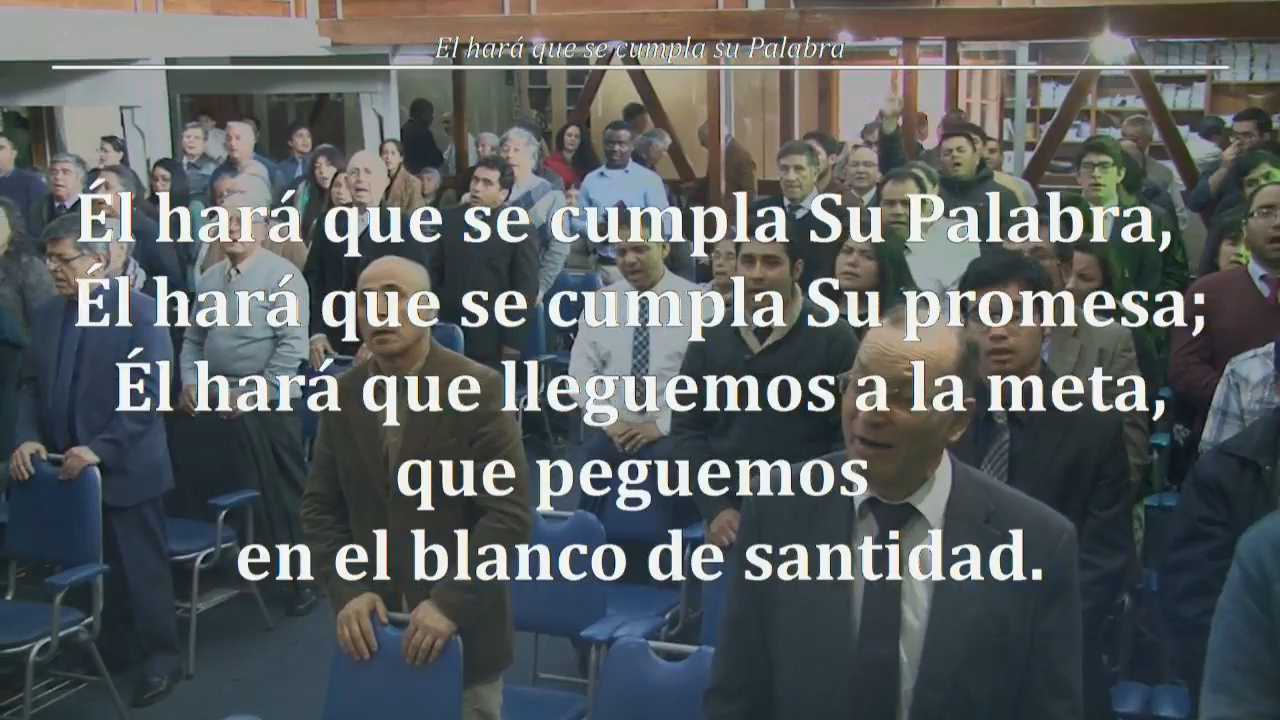 El hará que se cumpla su Palabra
Él hará que se cumpla Su Palabra,
Él hará que se cumpla Su promesa;
Él hará que lleguemos a la meta,
que peguemos
en el blanco de santidad.